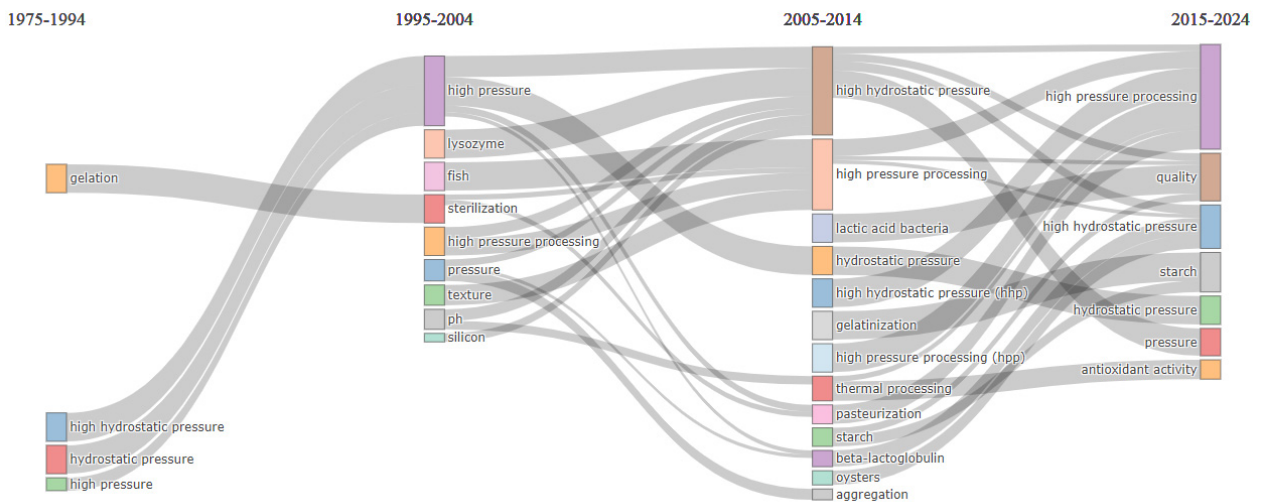 1975-1994
1995-2004
2005-2014
2015-2024
gelation
high hydrostatic pressure
hydrostatic pressure
high pressure
high pressure
lysozyme
fish
sterilization
high pressure processing
pressure
texture
ph
silicon
high hydrostatic pressure
high pressure processing
lactic acid bacteria
hydrostatic pressure
high hydrostatic pressure (hhp)
gelatinization
high pressure processing (hpp)
thermal processing
pasteurization
starch
beta-lactoglobulin
oysters
aggregation
high pressure processing
quality
high hydrostatic pressure
starch
hydrostatic pressure
pressure
antioxidant activity